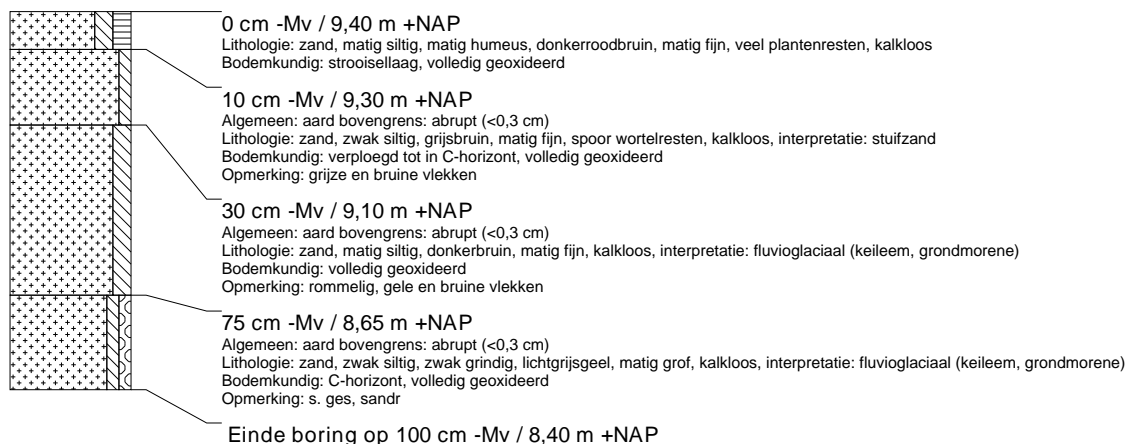 0 cm -Mv / 9,40 m +NAP
Lithologie: zand, matig siltig, matig humeus, donkerroodbruin, matig fijn, veel plantenresten, kalkloos
Bodemkundig: strooisellaag, volledig geoxideerd
10 cm -Mv / 9,30 m +NAP
Algemeen: aard bovengrens: abrupt (<0,3 cm)
Lithologie: zand, zwak siltig, grijsbruin, matig fijn, spoor wortelresten, kalkloos, interpretatie: stuifzand
Bodemkundig: verploegd tot in C-horizont, volledig geoxideerd
Opmerking: grijze en bruine vlekken
30 cm -Mv / 9,10 m +NAP
Algemeen: aard bovengrens: abrupt (<0,3 cm)
Lithologie: zand, matig siltig, donkerbruin, matig fijn, kalkloos, interpretatie: fluvioglaciaal (keileem, grondmorene)
Bodemkundig: volledig geoxideerd
Opmerking: rommelig, gele en bruine vlekken
75 cm -Mv / 8,65 m +NAP
Algemeen: aard bovengrens: abrupt (<0,3 cm)
Lithologie: zand, zwak siltig, zwak grindig, lichtgrijsgeel, matig grof, kalkloos, interpretatie: fluvioglaciaal (keileem, grondmorene)
Bodemkundig: C-horizont, volledig geoxideerd
Opmerking: s. ges, sandr
Einde boring op 100 cm -Mv / 8,40 m +NAP